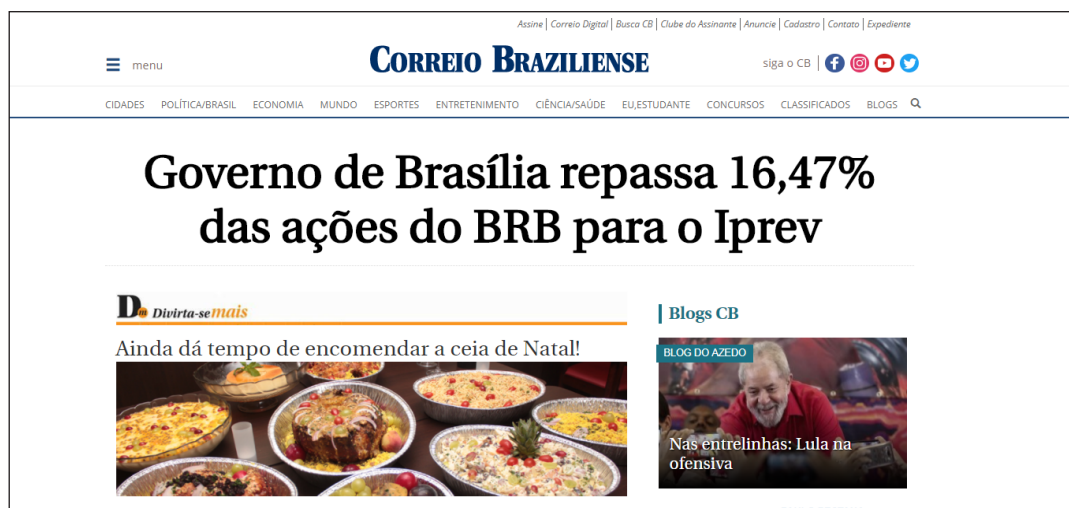 Assine | Correio Digital | Busca CB | Clube do Assinante | Anuncie | Cadastro | Contato | Expediente
menu
CORREIO BRAZILIENSE
siga o CB |
CIDADES POLÍTICA/BRASIL ECONOMIA MUNDO ESPORTES ENTRETENIMENTO CIÊNCIA/SAÚDE EU,ESTUDANTE CONCURSOS CLASSIFICADOS BLOGS
Governo de Brasília repassa 16,47%
das ações do BRB para o Iprev
Dm Divirta-se mais
Ainda dá tempo de encomendar a ceia de Natal!
Blogs CB
BLOG DO AZEDO
Nas entrelinhas: Lula na
ofensiva